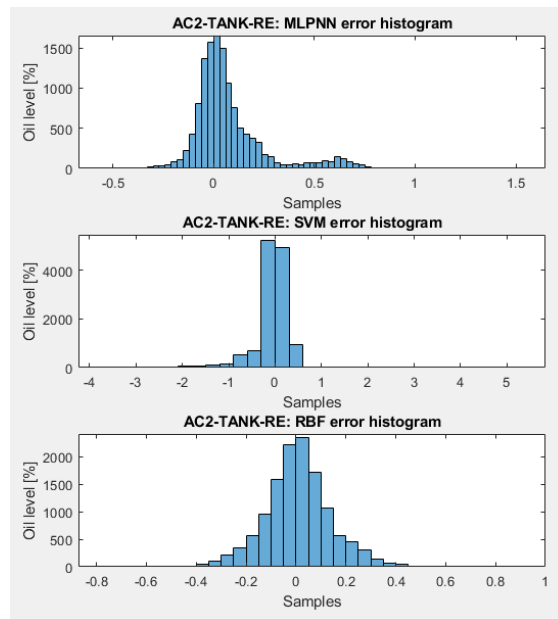 AC2-TANK-RE: MLPNN error histogram
Oil level [%]
1500
1000
500
0
-0.5 0 0.5 1 1.5
Samples
AC2-TANK-RE: SVM error histogram
Oil level [%]
4000
2000
0
-4 -3 -2 -1 0 1 2 3 4 5
Samples
AC2-TANK-RE: RBF error histogram
Oil level [%]
2000
1500
1000
500
0
-0.8 -0.6 -0.4 -0.2 0 0.2 0.4 0.6 0.8 1
Samples